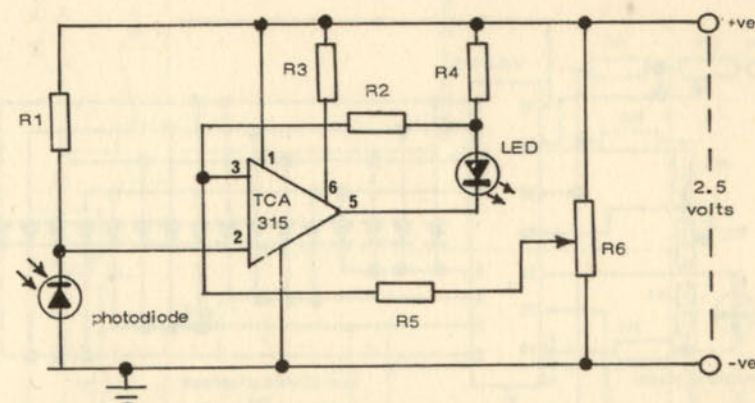 +ve
R3
R4
R2
R1
LED
3
1
TCA
315
6
5
2
2.5
volts
R6
photodiode
R5
-ve